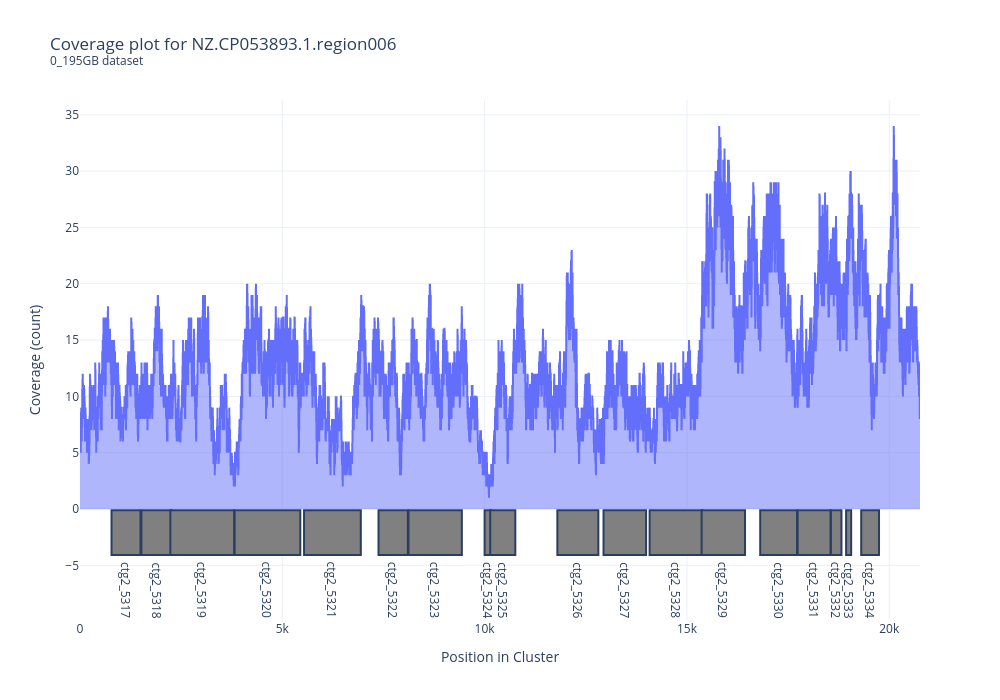 Coverage plot for NZ.CP053893.1.region006
0_195GB dataset
35
30
25
20
15
10
5
0
−5
Coverage (count)
ctg2_5317
ctg2_5318
ctg2_5319
ctg2_5320
ctg2_5321
ctg2_5322
ctg2_5323
ctg2_5324
ctg2_5325
ctg2_5326
ctg2_5327
ctg2_5328
ctg2_5329
ctg2_5330
ctg2_5331
ctg2_5332
ctg2_5333
ctg2_5334
0 5k 10k 15k 20k
Position in Cluster